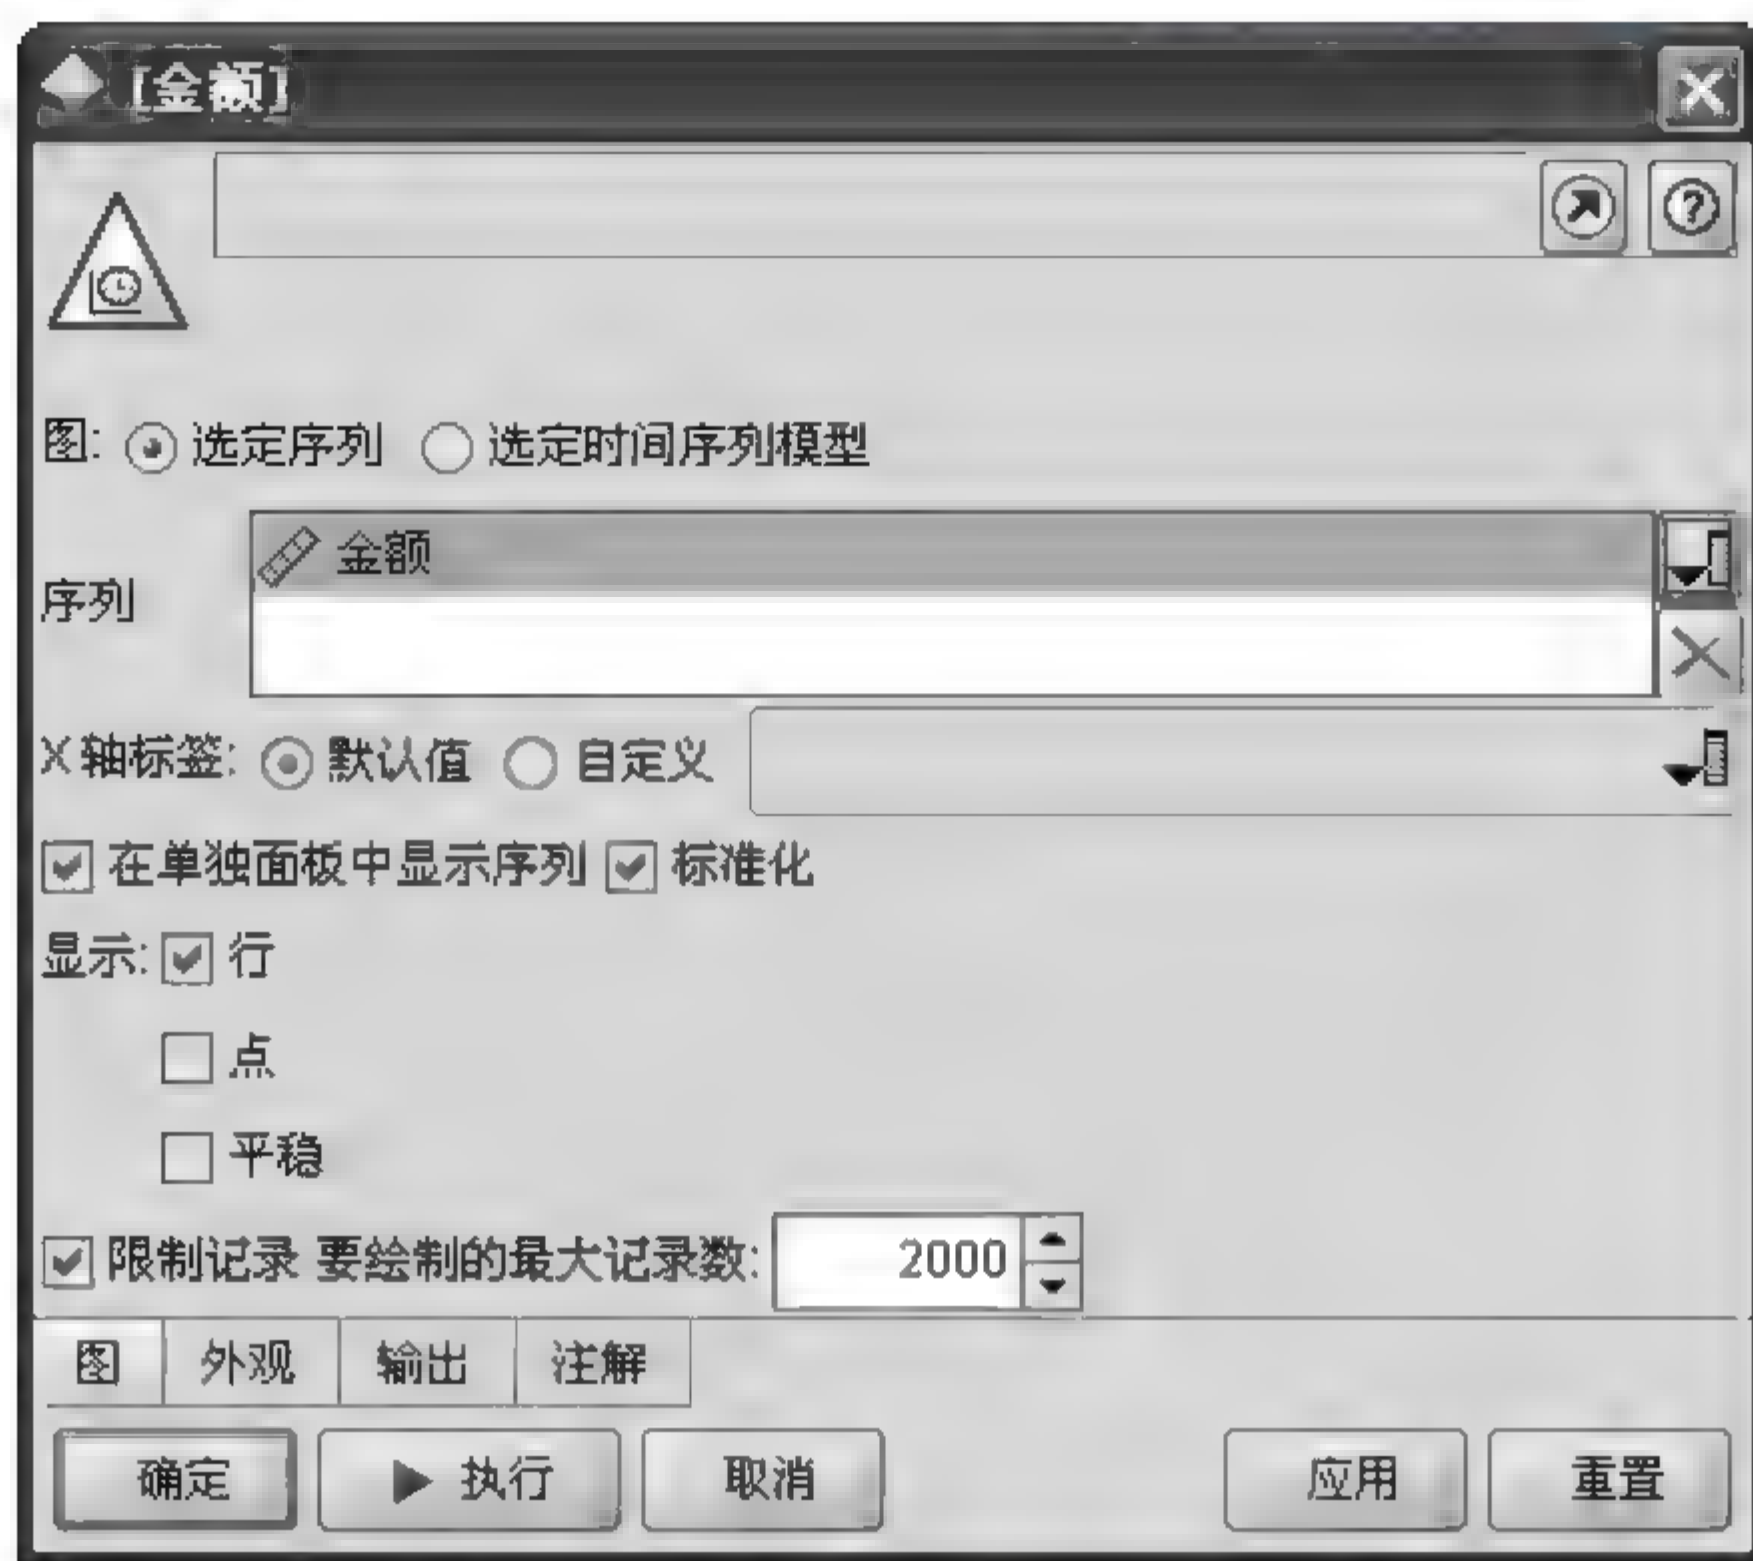 [金额]
图: 选定序列 选定时间序列模型
金额
序列
X 轴标签: 默认值 自定义
在单独面板中显示序列 标准化
显示: 行
点
平稳
限制记录 要绘制的最大记录数: 2000
图 外观 输出 注解
确定 执行 取消 应用 重置